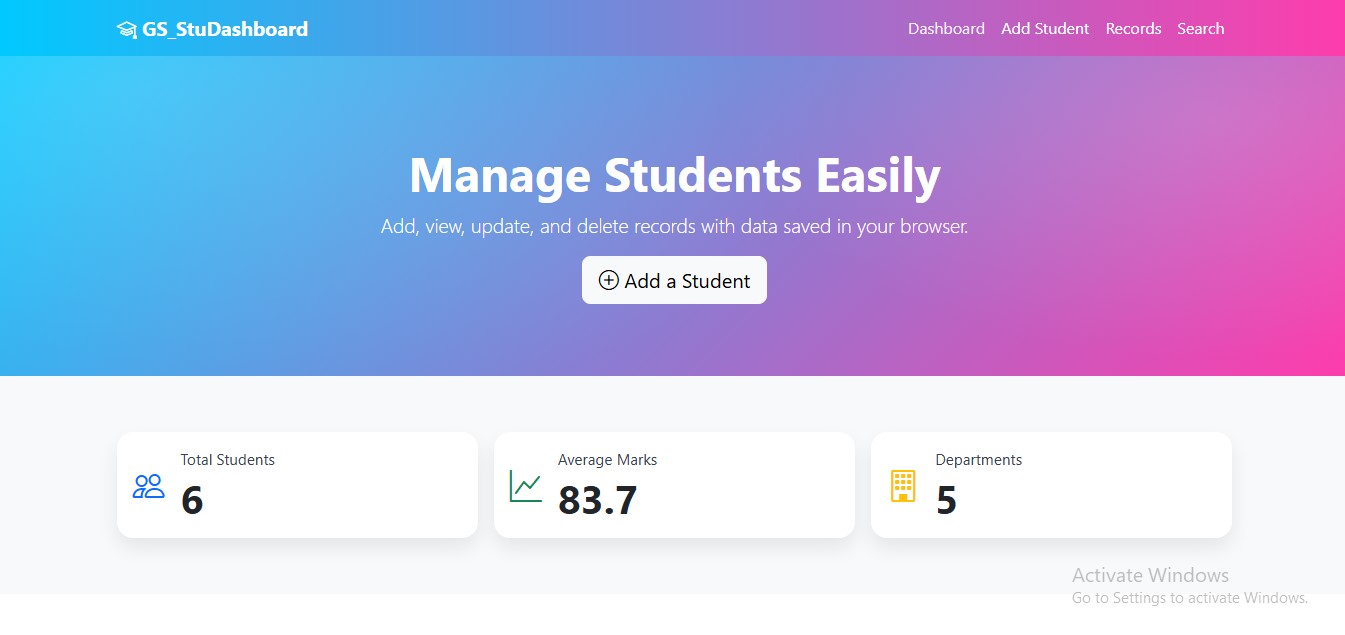 GS_StuDashboard
Dashboard Add Student Records Search
Manage Students Easily
Add, view, update, and delete records with data saved in your browser.
Add a Student
Total Students
6
Average Marks
83.7
Departments
5
Activate Windows
Go to Settings to activate Windows.